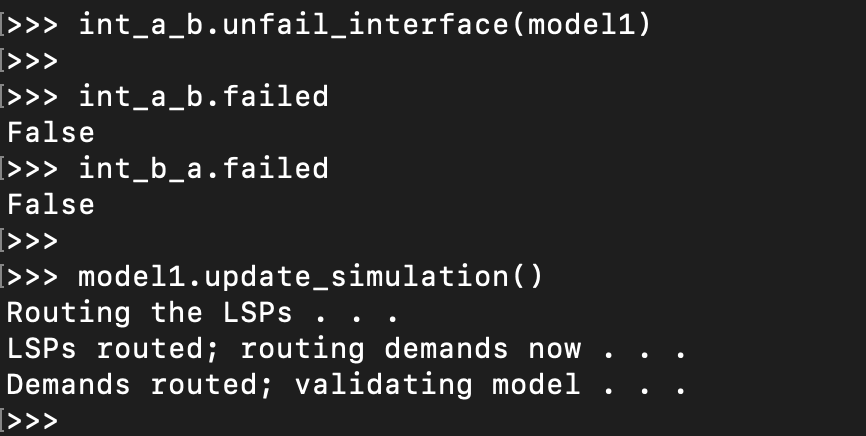 >>> int_a_b.unfail_interface(model1)
>>>
>>> int_a_b.failed
False
>>> int_b_a.failed
False
>>>
>>> model1.update_simulation()
Routing the LSPs . . .
LSPs routed; routing demands now . . .
Demands routed; validating model . . .
>>>